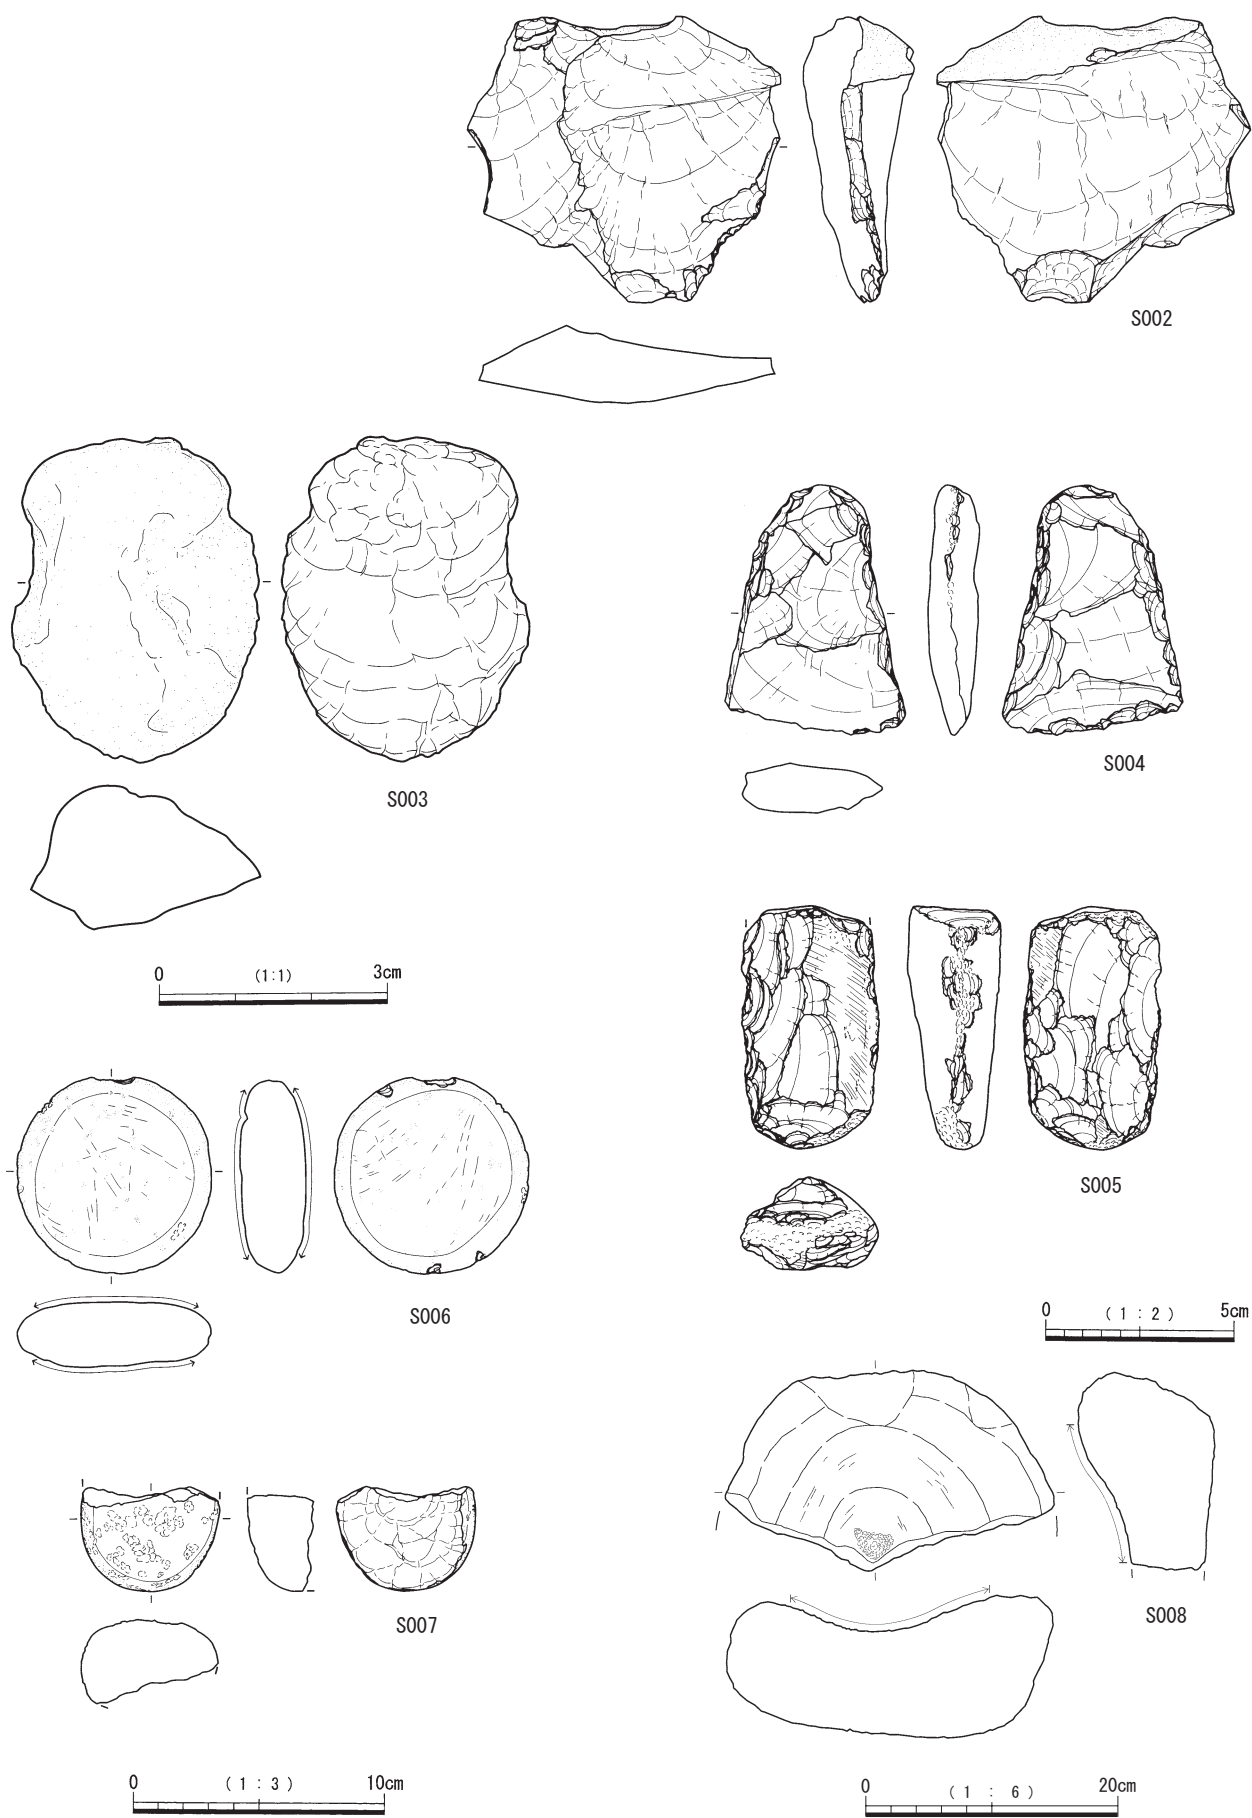 S002
S003
S004
0 (1:1) 3cm
S005
S006
0 ( 1 : 2 ) 5cm
S007
S008
0 ( 1 : 3 ) 10cm
0 ( 1 : 6 ) 20cm